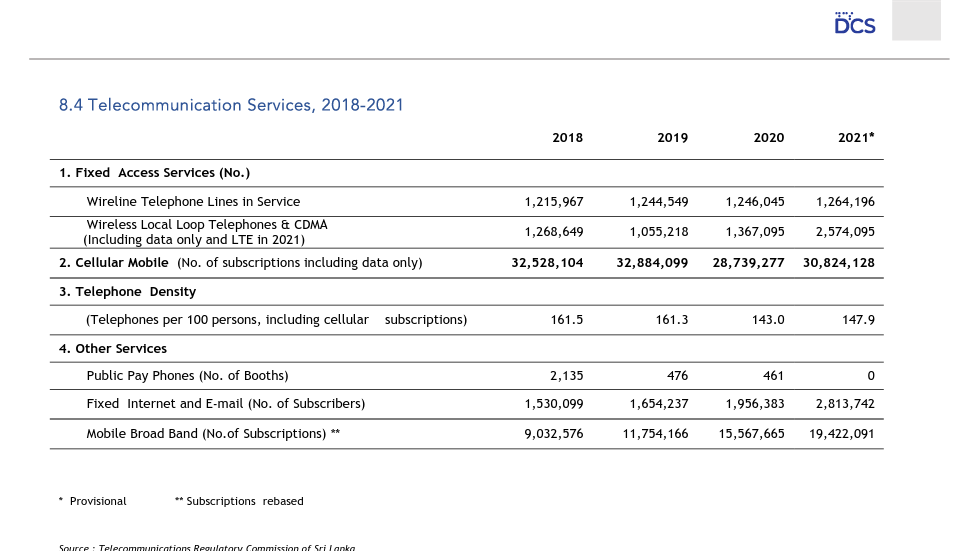 DCS
8.4 Telecommunication Services, 2018-2021
2018 2019 2020 2021*
1. Fixed Access Services (No.)
Wireline Telephone Lines in Service 1,215,967 1,244,549 1,246,045 1,264,196
Wireless Local Loop Telephones & CDMA
(Including data only and LTE in 2021) 1,268,649 1,055,218 1,367,095 2,574,095
2. Cellular Mobile (No. of subscriptions including data only) 32,528,104 32,884,099 28,739,277 30,824,128
3. Telephone Density
(Telephones per 100 persons, including cellular subscriptions) 161.5 161.3 143.0 147.9
4. Other Services
Public Pay Phones (No. of Booths) 2,135 476 461 0
Fixed Internet and E-mail (No. of Subscribers) 1,530,099 1,654,237 1,956,383 2,813,742
Mobile Broad Band (No.of Subscriptions) ** 9,032,576 11,754,166 15,567,665 19,422,091
* Provisional ** Subscriptions rebased
Source : Telecommunications Regulatory Commission of Sri Lanka